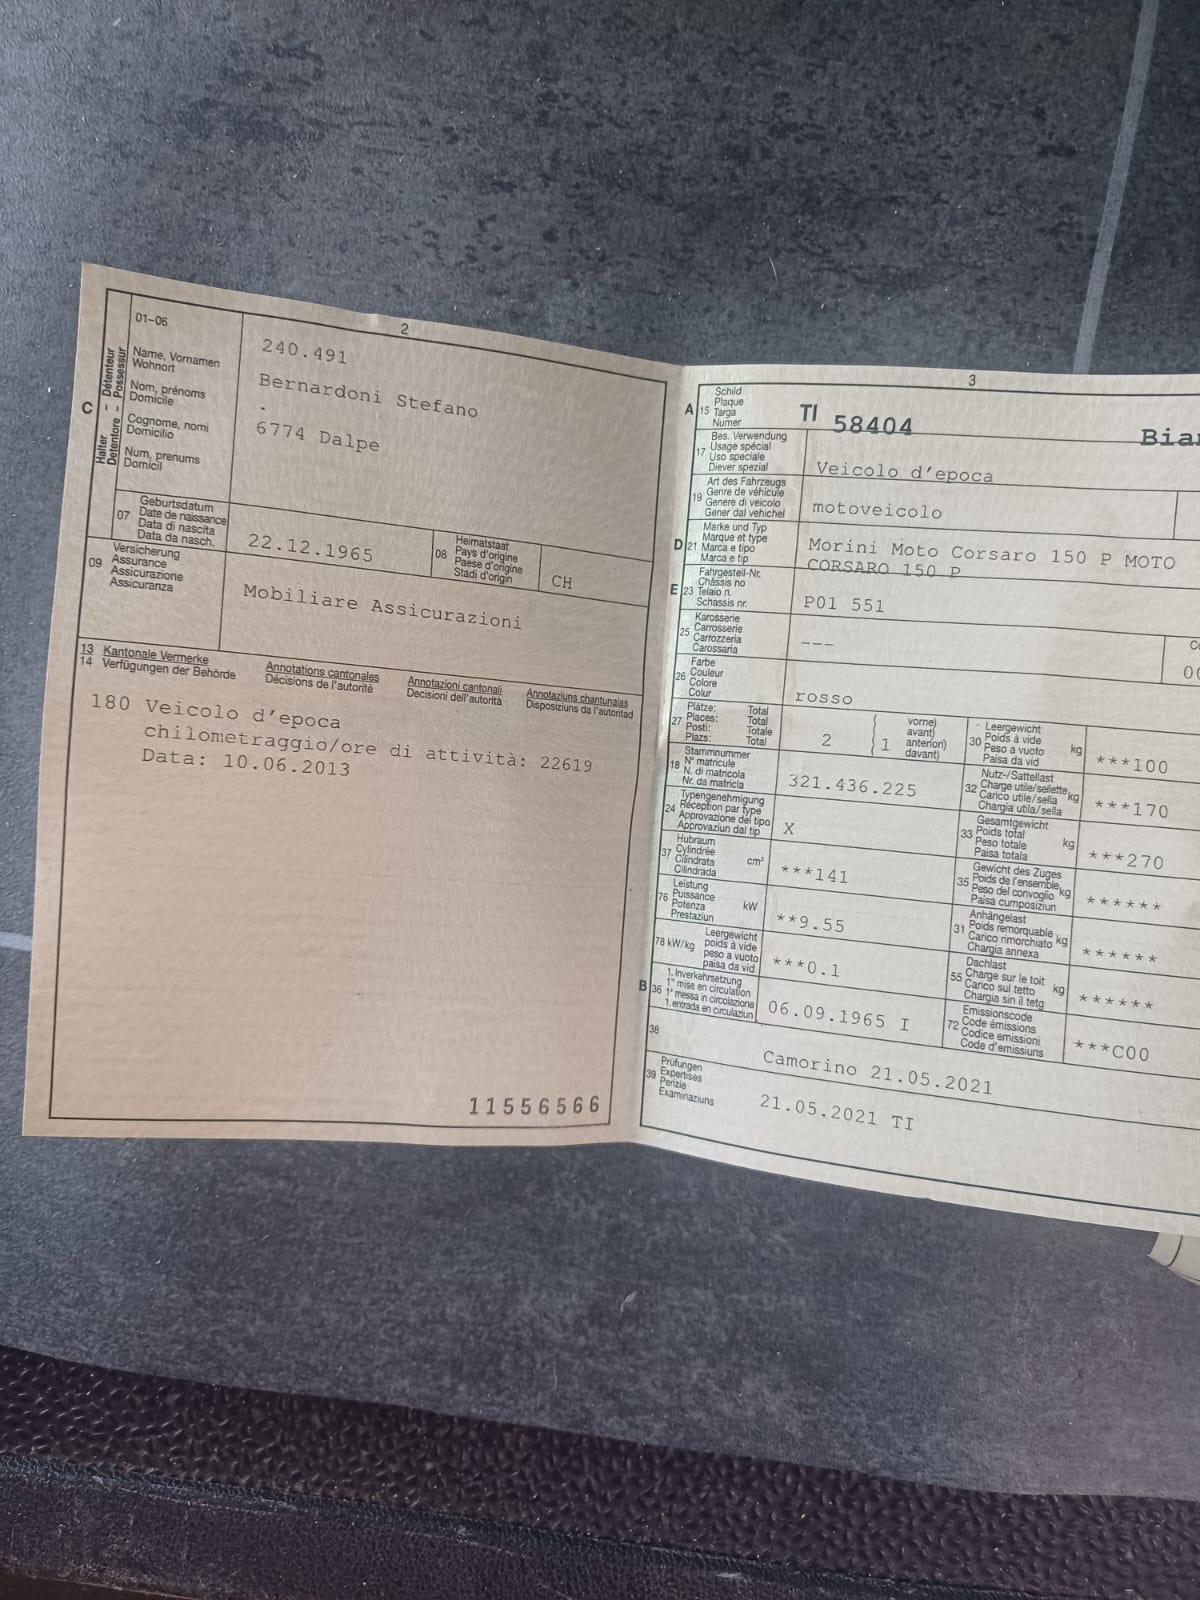 2
01-06
C
Halter - Détenteur
Detentore - Possessur
Name, Vornamen
Wohnort
Nom, prénoms
Domicile
Cognome, nomi
Domicilio
Num, prenums
Domicil
240.491
Bernardoni Stefano
.
6774 Dalpe
07
Geburtsdatum
Date de naissance
Data di nascita
Data da nasch.
22.12.1965
08
Heimatstaat
Pays d'origine
Paese d'origine
Stadi d'origin
CH
09
Versicherung
Assurance
Assicurazione
Assicuranza
Mobiliare Assicurazioni
13 Kantonale Vermerke
14 Verfügungen der Behörde
Annotations cantonales
Décisions de l'autorité
Annotazioni cantonali
Decisioni dell'autorità
Annotaziuns chantunalas
Disposiziuns da l'autoritad
180 Veicolo d'epoca
chilometraggio/ore di attività: 22619
Data: 10.06.2013
11556566
3
A 15
Schild
Plaque
Targa
Numer
TI 58404
17
Bes. Verwendung
Usage spécial
Uso speciale
Diever spezial
Veicolo d'epoca
19
Art des Fahrzeugs
Genre de véhicule
Genere di veicolo
Gener dal vehichel
motoveicolo
D 21
Marke und Typ
Marque et type
Marca e tipo
Marca e tip
Morini Moto Corsaro 150 P MOTO
CORSARO 150 P
E 23
Fahrgestell-Nr.
Châssis no
Telaio n.
Schassis nr.
P01 551
25
Karosserie
Carrosserie
Carrozzeria
Carossaria
---
26
Farbe
Couleur
Colore
Colur
rosso
27
Plätze: Total
Places: Total
Posti: Totale
Plazs: Total
2
1
vorne)
avant)
anteriori)
davant)
30
Leergewicht
Poids à vide
Peso a vuoto
Paisa da vid
kg
***100
18
Stammnummer
N° matricule
N. di matricola
Nr. da matricla
321.436.225
32
Nutz-/Sattellast
Charge utile/sellette
Carico utile/sella
Chargia utila/sella
kg
***170
24
Typengenehmigung
Réception par type
Approvazione del tipo
Approvaziun dal tip
X
33
Gesamtgewicht
Poids total
Peso totale
Paisa totala
kg
***270
37
Hubraum
Cylindrée
Cilindrata
Cilindrada
cm³
***141
35
Gewicht des Zuges
Poids de l'ensemble
Peso del convoglio
Paisa cumposiziun
kg
******
76
Leistung
Puissance
Potenza
Prestaziun
kW
**9.55
31
Anhängelast
Poids remorquable
Carico rimorchiato
Chargia annexa
kg
******
78 kW/kg
Leergewicht
poids à vide
peso a vuoto
paisa da vid
***0.1
55
Dachlast
Charge sur le toit
Carico sul tetto
Chargia sin il tetg
kg
******
B 36
1. Inverkehrsetzung
1re mise en circulation
1a messa in circolazione
1. entrada en circulaziun
06.09.1965 I
72
Emissionscode
Code émissions
Codice emissioni
Code d'emissiuns
***C00
38
Camorino 21.05.2021
39
Prüfungen
Expertises
Perizie
Examinaziuns
21.05.2021 TI